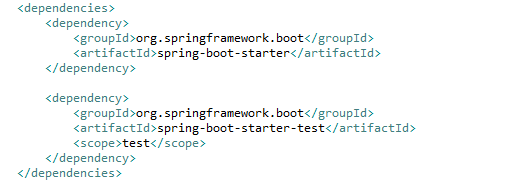 <dependencies>
<dependency>
<groupId>org.springframework.boot</groupId>
<artifactId>spring-boot-starter</artifactId>
</dependency>
<dependency>
<groupId>org.springframework.boot</groupId>
<artifactId>spring-boot-starter-test</artifactId>
<scope>test</scope>
</dependency>
</dependencies>